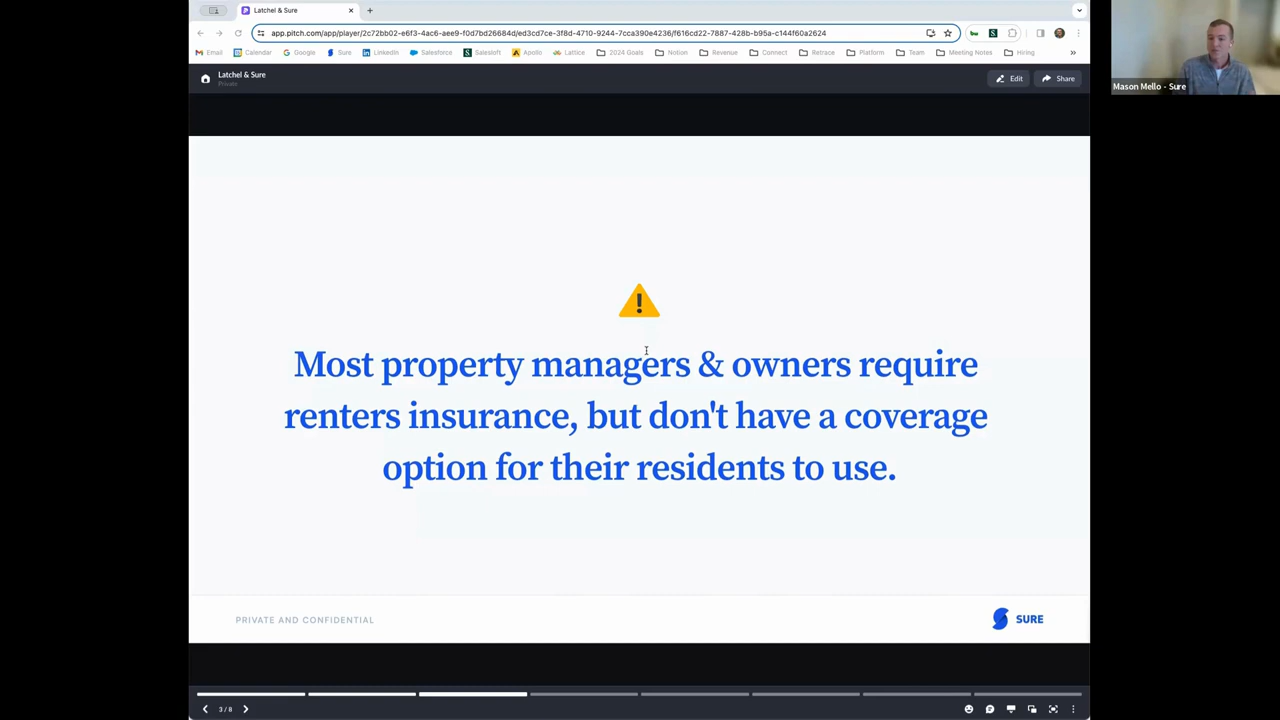 Latchel & Sure
app.pitch.com/app/player/2c72bb02-e6f3-4ac6-aee9-f0d7bd26684d/ed3cd7ce-3f8d-4710-9244-7cca390e4236/f616cd22-7887-428b-b95a-c144f60a2624
Email Calendar Google Sure LinkedIn Salesforce Salesloft Apollo Lattice 2024 Goals Notion Revenue Connect Retrace Platform Team Meeting Notes Hiring
Mason Mello - Sure
Latchel & Sure
Private
Edit Share
Most property managers & owners require
renters insurance, but don't have a coverage
option for their residents to use.
PRIVATE AND CONFIDENTIAL
SURE
3 / 8